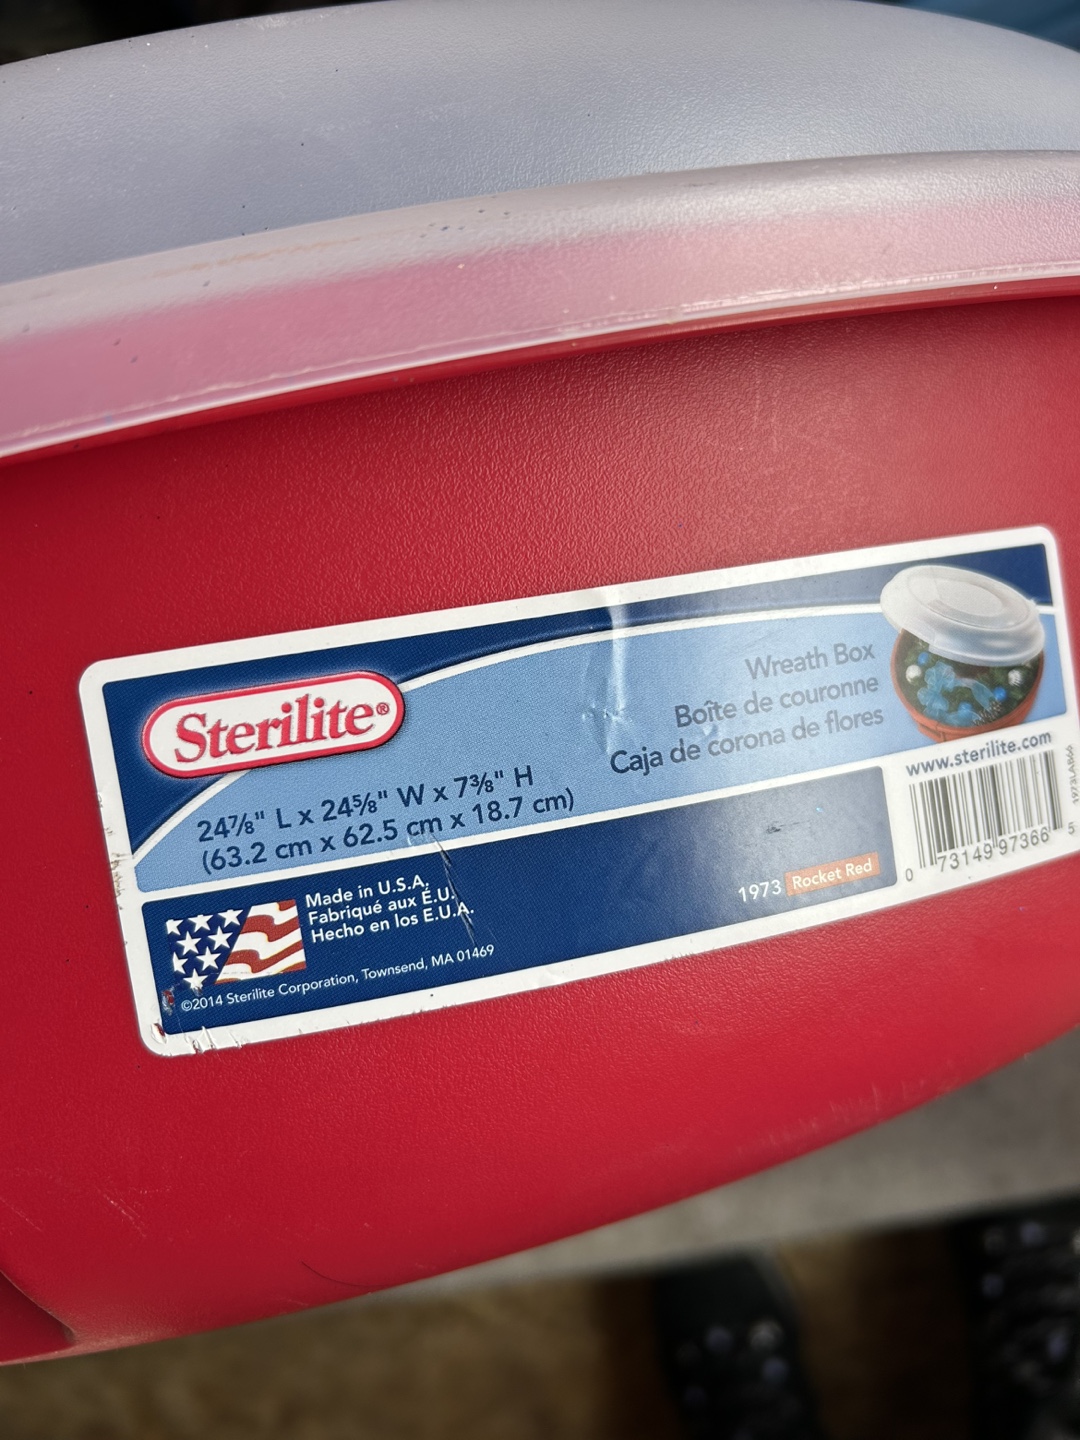 Sterilite®
24⅞" L x 24⅝" W x 7⅜" H
(63.2 cm x 62.5 cm x 18.7 cm)
Wreath Box
Boîte de couronne
Caja de corona de flores
www.sterilite.com
Made in U.S.A.
Fabriqué aux É.U.
Hecho en los E.U.A.
©2014 Sterilite Corporation, Townsend, MA 01469
1973 Rocket Red
0 73149 97366 5